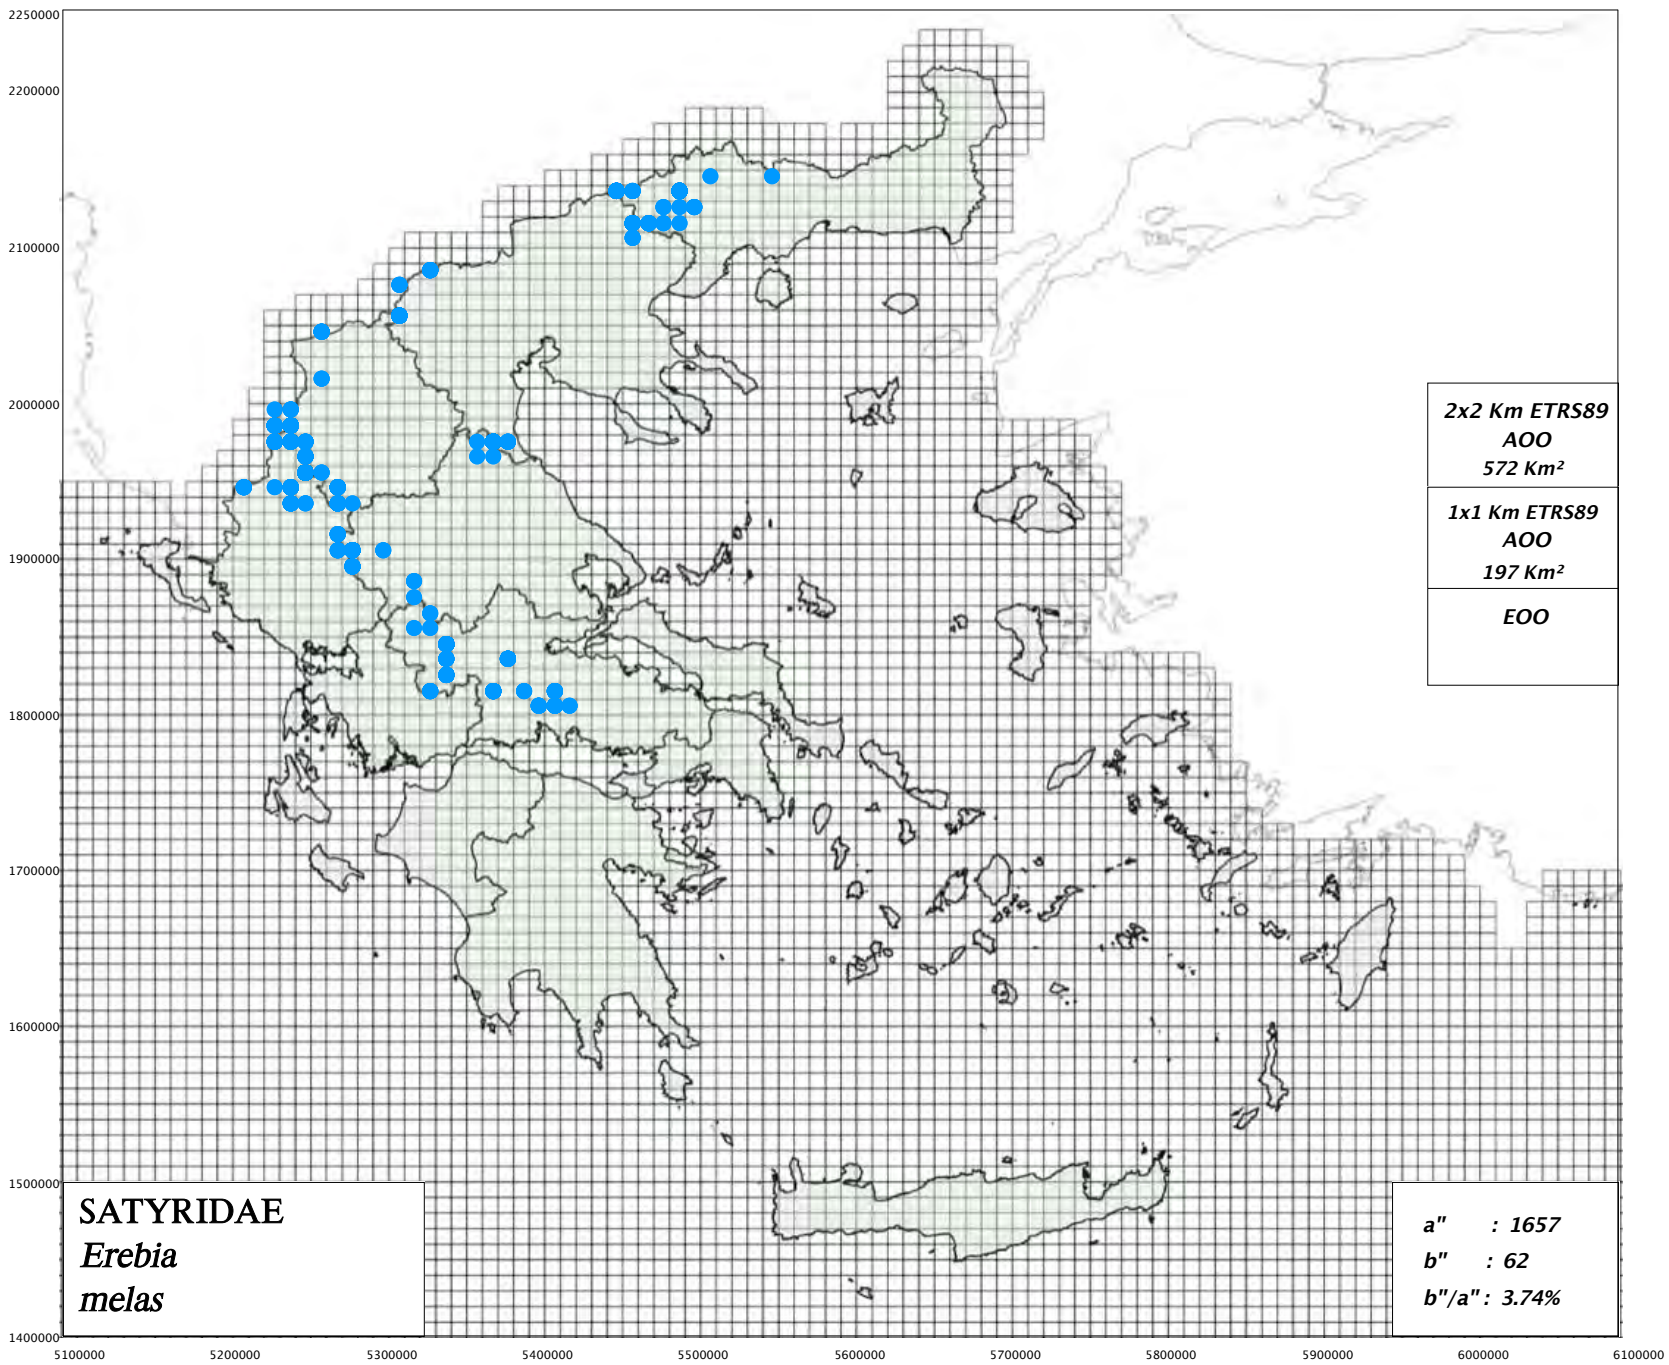 2250000
2200000
2100000
2000000
1900000
1800000
1700000
1600000
1500000
1400000
5100000 5200000 5300000 5400000 5500000 5600000 5700000 5800000 5900000 6000000 6100000
2x2 Km ETRS89
AOO
572 Km²
1x1 Km ETRS89
AOO
197 Km²
EOO
SATYRIDAE
Erebia
melas
a" : 1657
b" : 62
b"/a" : 3.74%